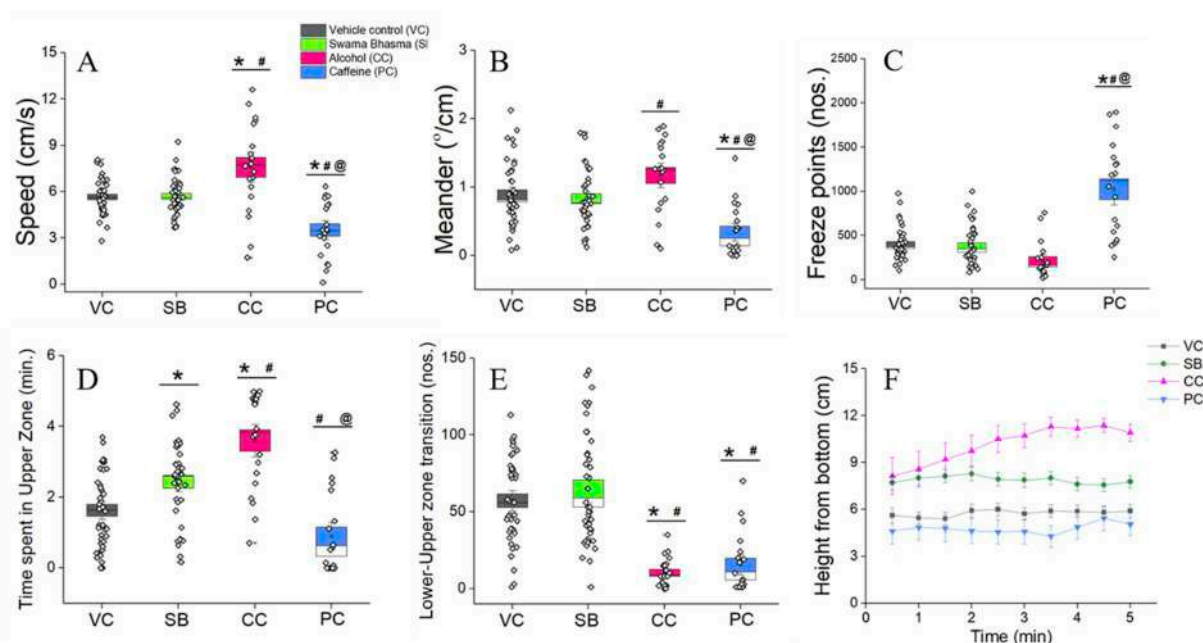 A
Vehicle control (VC)
Swama Bhasma (SI
Alcohol (CC)
Caffeine (PC)
* #
* # @
Speed (cm/s)
15
12
9
6
3
0
VC SB CC PC
B
#
* # @
Meander (°/cm)
3
2
1
0
VC SB CC PC
C
* # @
Freeze points (nos.)
2500
2000
1500
1000
500
0
VC SB CC PC
D
*
* #
# @
Time spent in Upper Zone (min.)
6
4
2
0
VC SB CC PC
E
* #
* #
Lower-Upper zone transition (nos.)
150
100
50
0
VC SB CC PC
F
VC
SB
CC
PC
Height from bottom (cm)
15
12
9
6
3
0
0 1 2 3 4 5
Time (min)